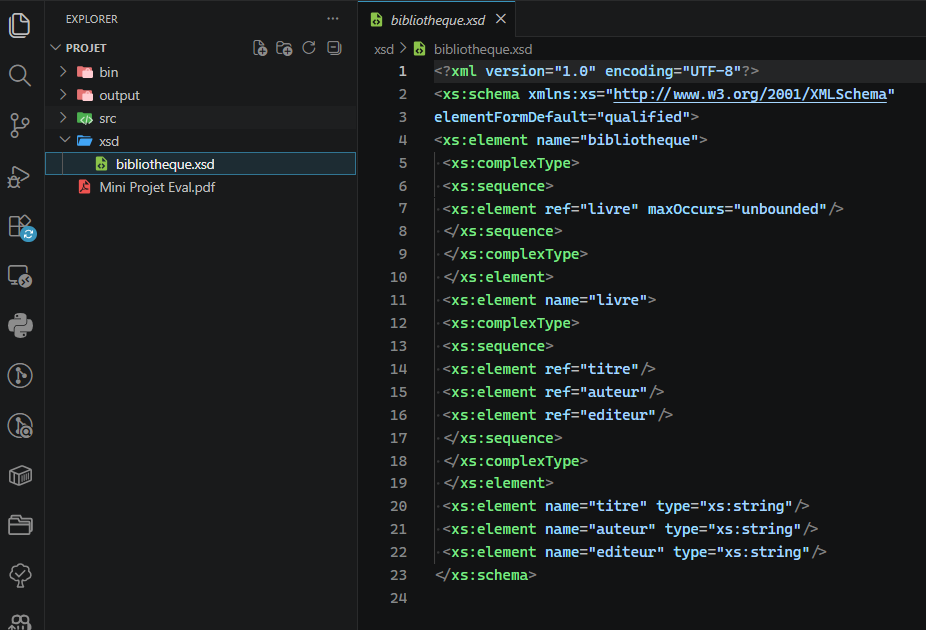 EXPLORER
PROJET
bin
output
src
xsd
bibliotheque.xsd
Mini Projet Eval.pdf
bibliotheque.xsd
xsd > bibliotheque.xsd
1 <?xml version="1.0" encoding="UTF-8"?>
2 <xs:schema xmlns:xs="http://www.w3.org/2001/XMLSchema"
3 elementFormDefault="qualified">
4 <xs:element name="bibliotheque">
5 <xs:complexType>
6 <xs:sequence>
7 <xs:element ref="livre" maxOccurs="unbounded"/>
8 </xs:sequence>
9 </xs:complexType>
10 </xs:element>
11 <xs:element name="livre">
12 <xs:complexType>
13 <xs:sequence>
14 <xs:element ref="titre"/>
15 <xs:element ref="auteur"/>
16 <xs:element ref="editeur"/>
17 </xs:sequence>
18 </xs:complexType>
19 </xs:element>
20 <xs:element name="titre" type="xs:string"/>
21 <xs:element name="auteur" type="xs:string"/>
22 <xs:element name="editeur" type="xs:string"/>
23 </xs:schema>
24